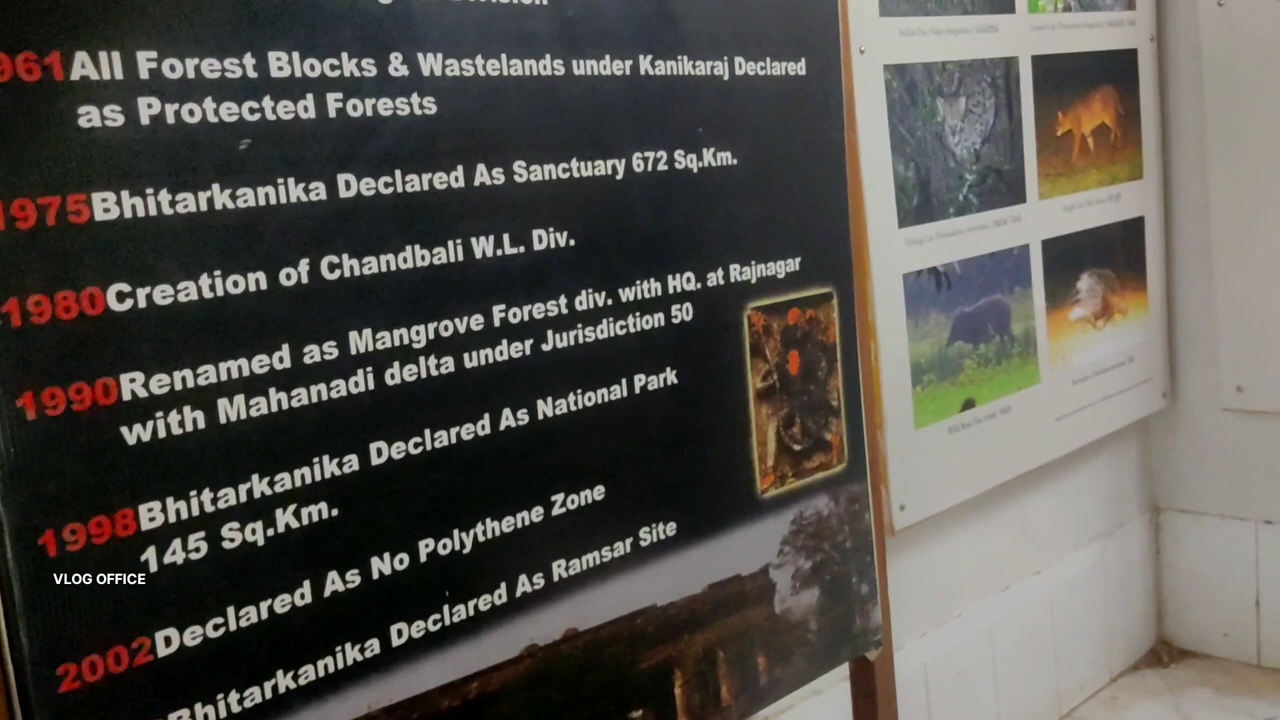 961 All Forest Blocks & Wastelands under Kanikaraj Declared
as Protected Forests
1975 Bhitarkanika Declared As Sanctuary 672 Sq.Km.
1980 Creation of Chandbali W.L. Div.
1990 Renamed as Mangrove Forest div. with HQ. at Rajnagar
with Mahanadi delta under Jurisdiction 50
1998 Bhitarkanika Declared As National Park
145 Sq.Km.
2002 Declared As No Polythene Zone
Bhitarkanika Declared As Ramsar Site
VLOG OFFICE